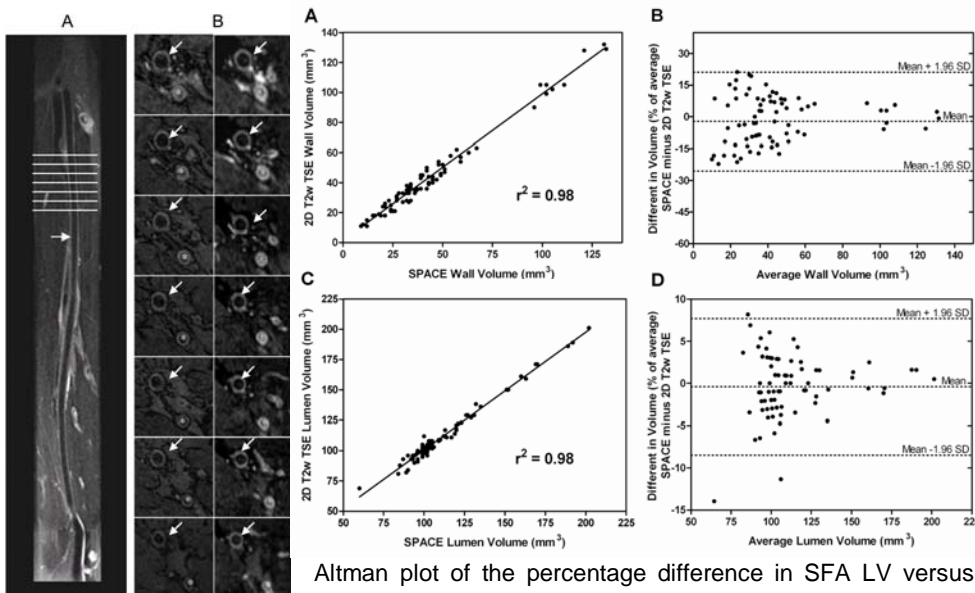 A
B
A
2D T2w TSE Wall Volume (mm³)
140
120
100
80
60
40
20
0
0 25 50 75 100 125
SPACE Wall Volume (mm³)
r² = 0.98
B
Different in Volume (% of average)
SPACE minus 2D T2w TSE
30
15
0
-15
-30
-45
-60
Mean + 1.96 SD
Mean
Mean -1.96 SD
0 20 40 60 80 100 120 140
Average Wall Volume (mm³)
C
2D T2w TSE Lumen Volume (mm³)
225
200
175
150
125
100
75
50
50 75 100 125 150 175 200 225
SPACE Lumen Volume (mm³)
r² = 0.98
D
Different in Volume (% of average)
SPACE minus 2D T2w TSE
10
5
0
-5
-10
-15
Mean + 1.96 SD
Mean
Mean -1.96 SD
50 75 100 125 150 175 200 225
Average Lumen Volume (mm³)
Altman plot of the percentage difference in SFA LV versus